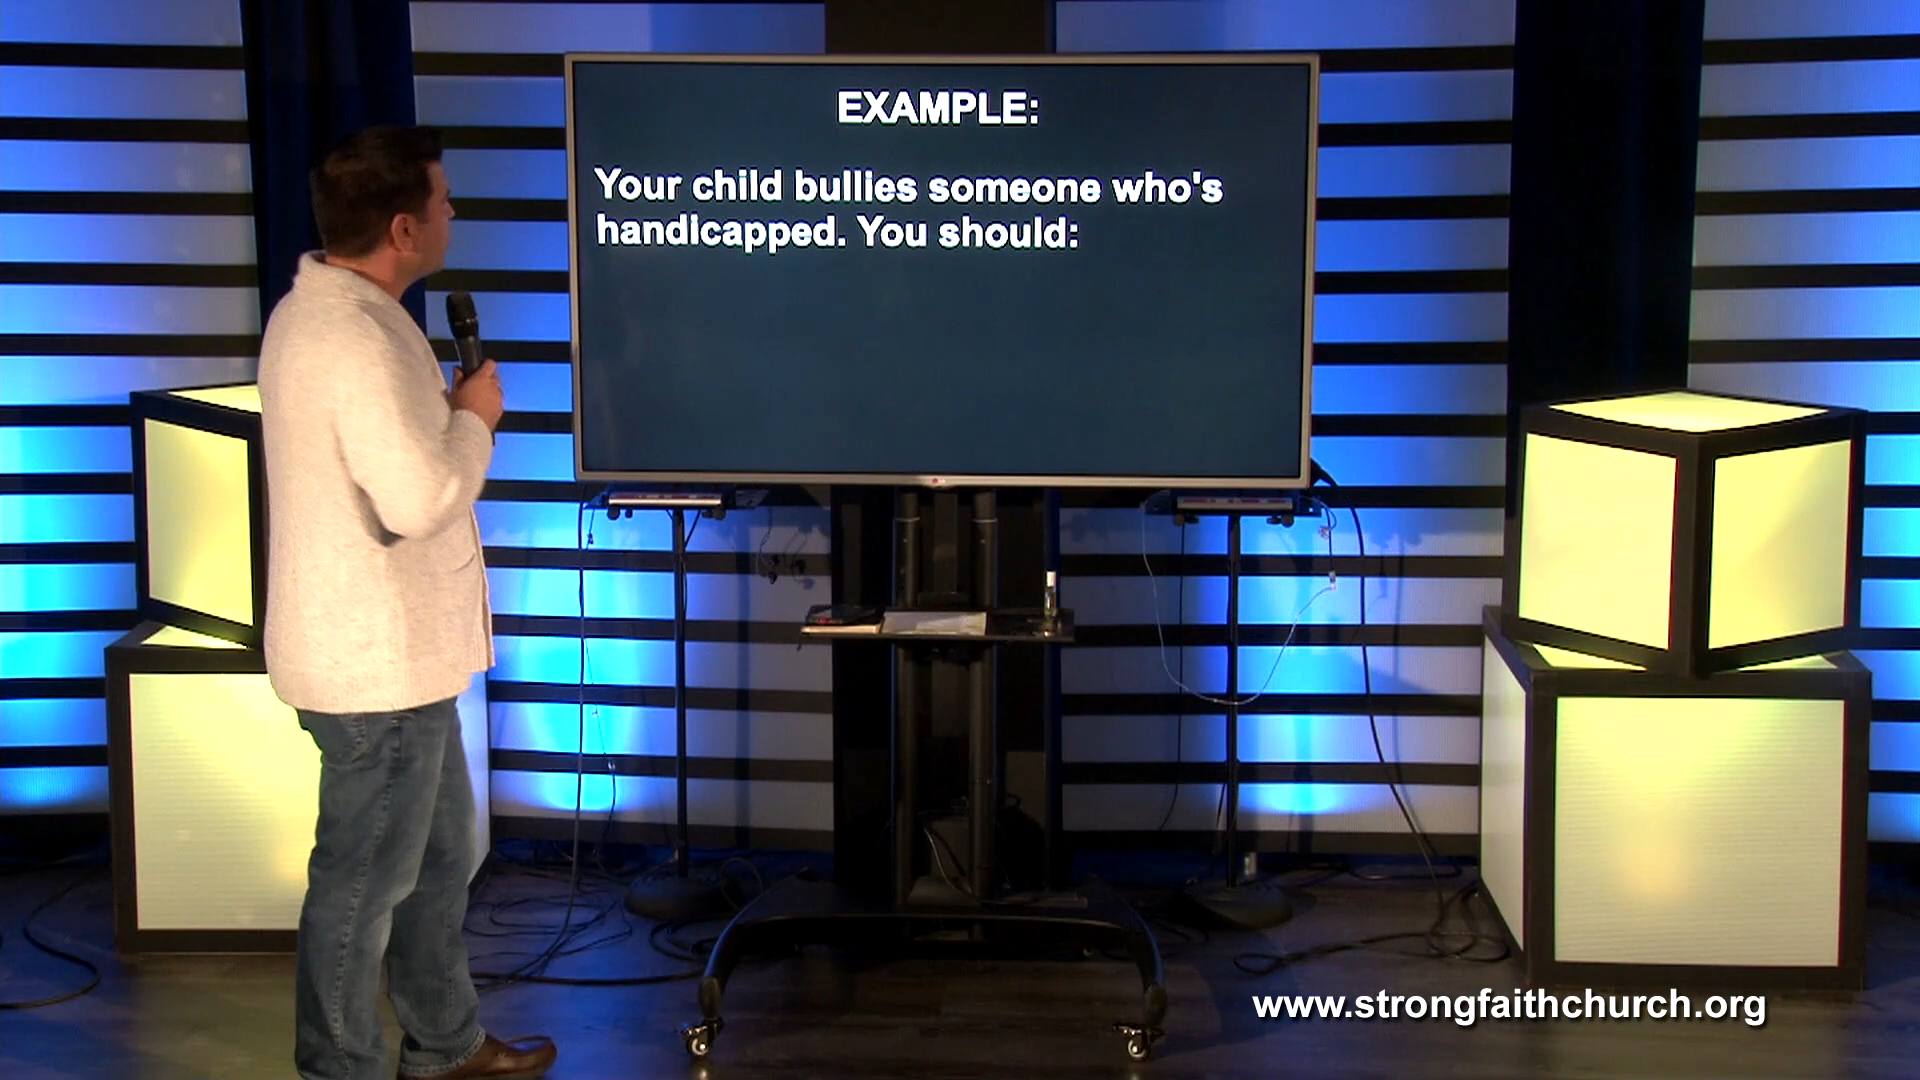 EXAMPLE:
Your child bullies someone who's
handicapped. You should:
www.strongfaithchurch.org